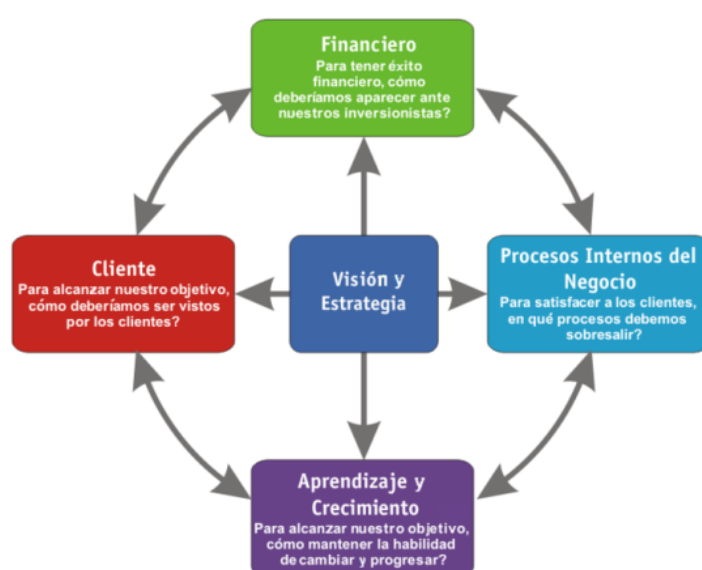 Financiero
Para tener éxito
financiero, cómo
deberíamos aparecer ante
nuestros inversionistas?
Cliente
Para alcanzar nuestro objetivo,
cómo deberíamos ser vistos
por los clientes?
Visión y
Estrategia
Procesos Internos del
Negocio
Para satisfacer a los clientes,
en qué procesos debemos
sobresalir?
Aprendizaje y
Crecimiento
Para alcanzar nuestro objetivo,
cómo mantener la habilidad
de cambiar y progresar?